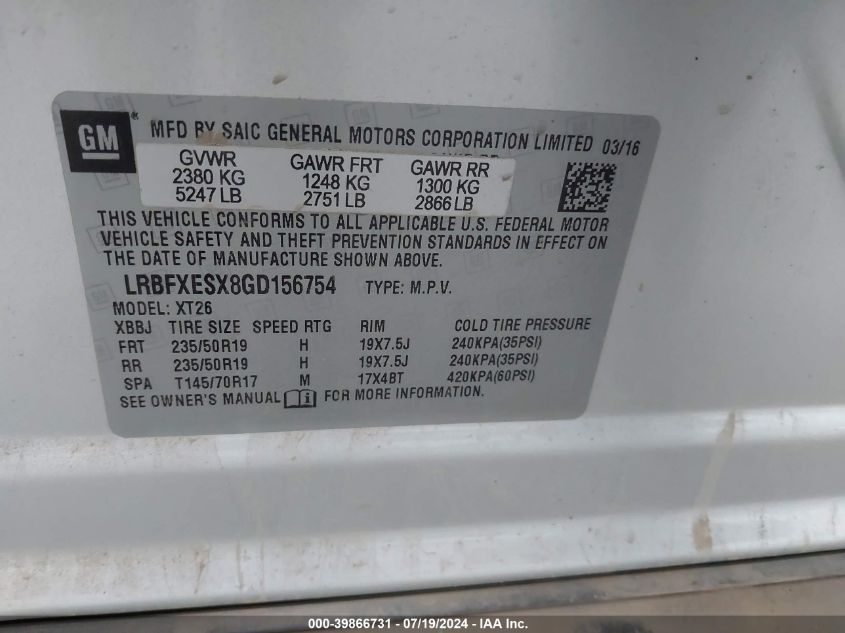 GM ® MFD BY SAIC GENERAL MOTORS CORPORATION LIMITED 03/16
GVWR GAWR FRT GAWR RR
2380 KG 1248 KG 1300 KG
5247 LB 2751 LB 2866 LB
THIS VEHICLE CONFORMS TO ALL APPLICABLE U.S. FEDERAL MOTOR
VEHICLE SAFETY AND THEFT PREVENTION STANDARDS IN EFFECT ON
THE DATE OF MANUFACTURE SHOWN ABOVE.
LRBFXESX8GD156754 TYPE: M.P.V.
MODEL: XT26
XBBJ TIRE SIZE SPEED RTG RIM COLD TIRE PRESSURE
FRT 235/50R19 H 19X7.5J 240KPA(35PSI)
RR 235/50R19 H 19X7.5J 240KPA(35PSI)
SPA T145/70R17 M 17X4BT 420KPA(60PSI)
SEE OWNER'S MANUAL i FOR MORE INFORMATION.
000-39866731 - 07/19/2024 - IAA Inc.